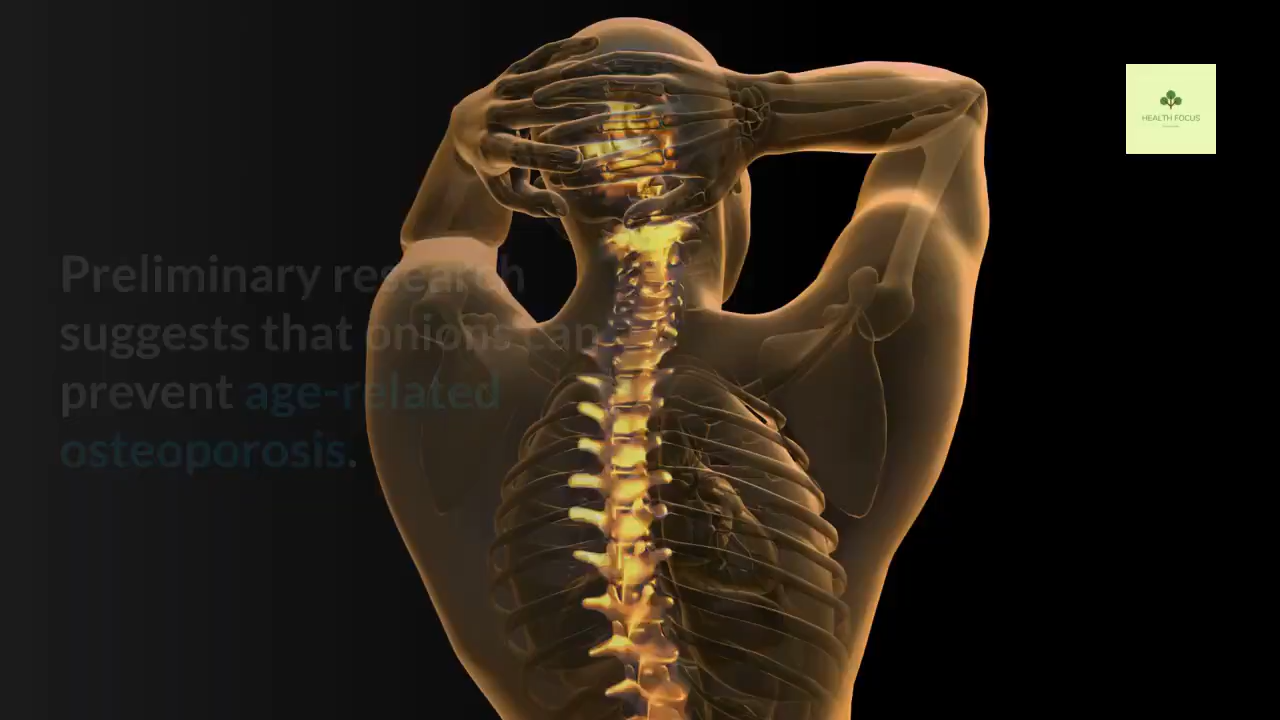 Preliminary research
suggests that onions can
prevent age-related
osteoporosis.
HEALTH FOCUS